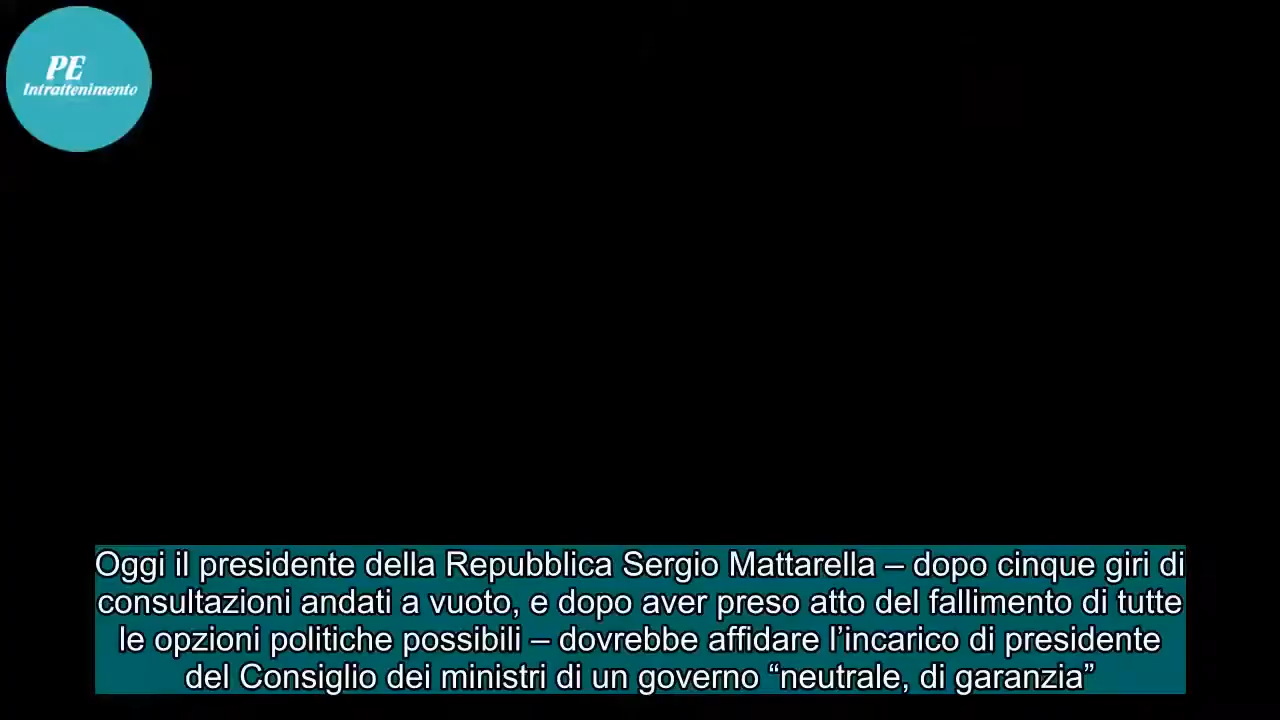 PE
Intrattenimento
Oggi il presidente della Repubblica Sergio Mattarella – dopo cinque giri di
consultazioni andati a vuoto, e dopo aver preso atto del fallimento di tutte
le opzioni politiche possibili – dovrebbe affidare l’incarico di presidente
del Consiglio dei ministri di un governo “neutrale, di garanzia”